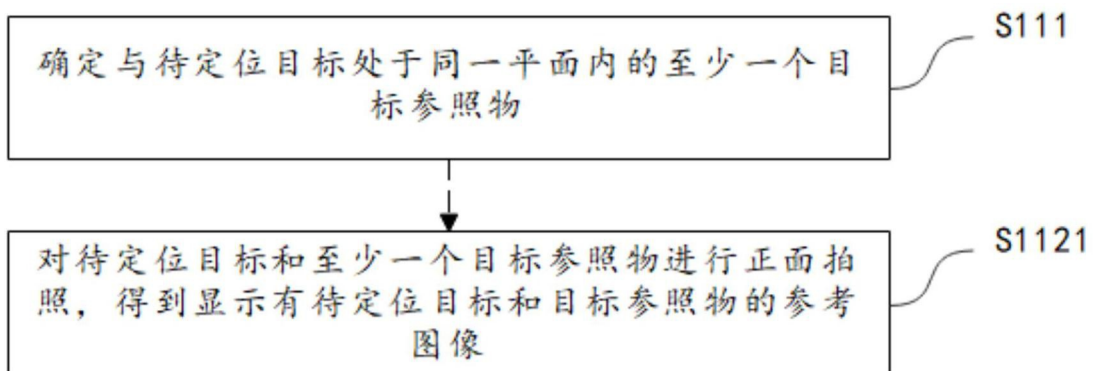 S111
确定与待定位目标处于同一平面内的至少一个目
标参照物
S1121
对待定位目标和至少一个目标参照物进行正面拍
照，得到显示有待定位目标和目标参照物的参考
图像